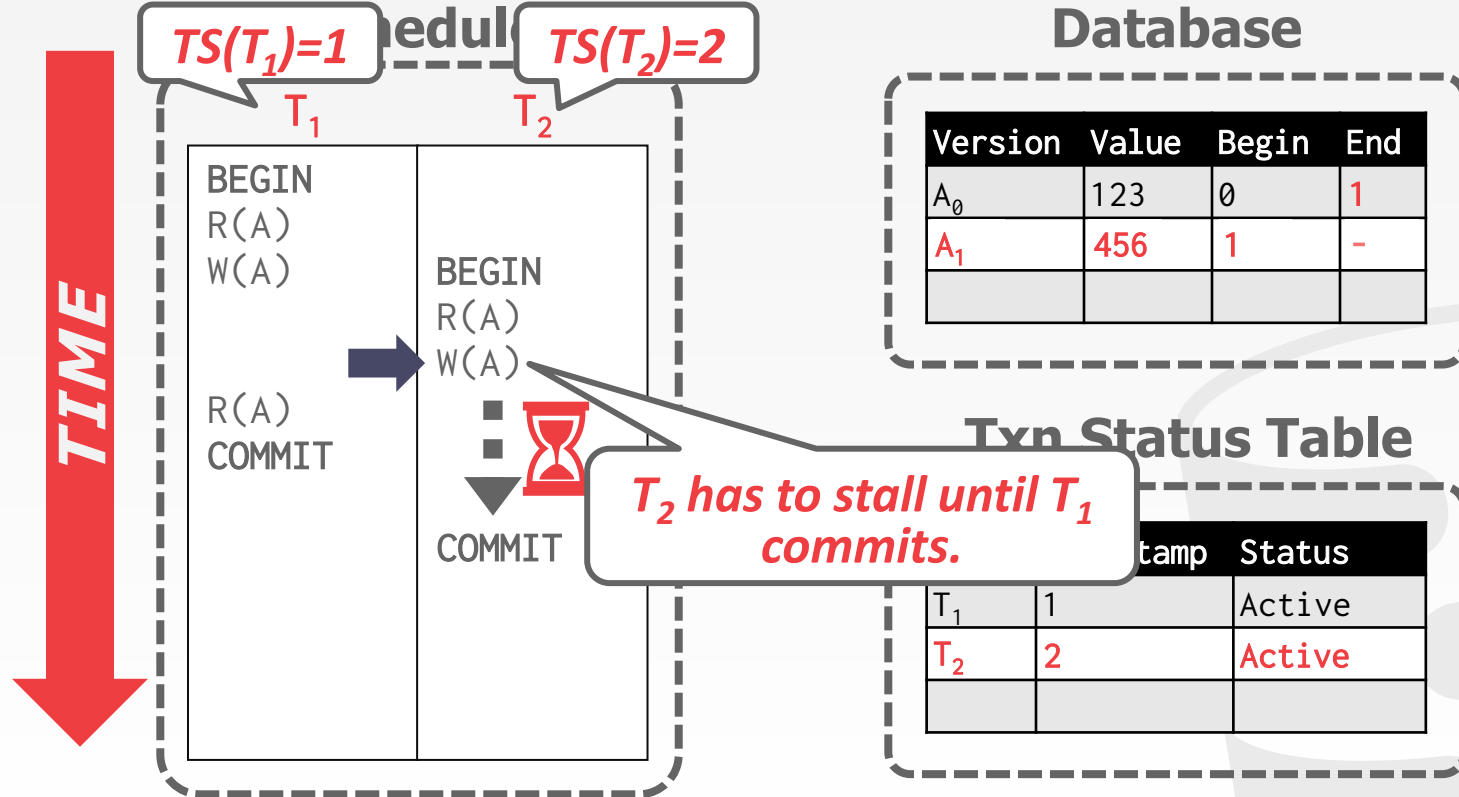 TS(T1)=1
TS(T2)=2
Database
T1
T2
BEGIN
R(A)
W(A)
R(A)
COMMIT
BEGIN
R(A)
W(A)
COMMIT
TIME
T2 has to stall until T1
commits.
Version Value Begin End
A0 123 0 1
A1 456 1 -
Txn Status Table
Status
T1 1 Active
T2 2 Active